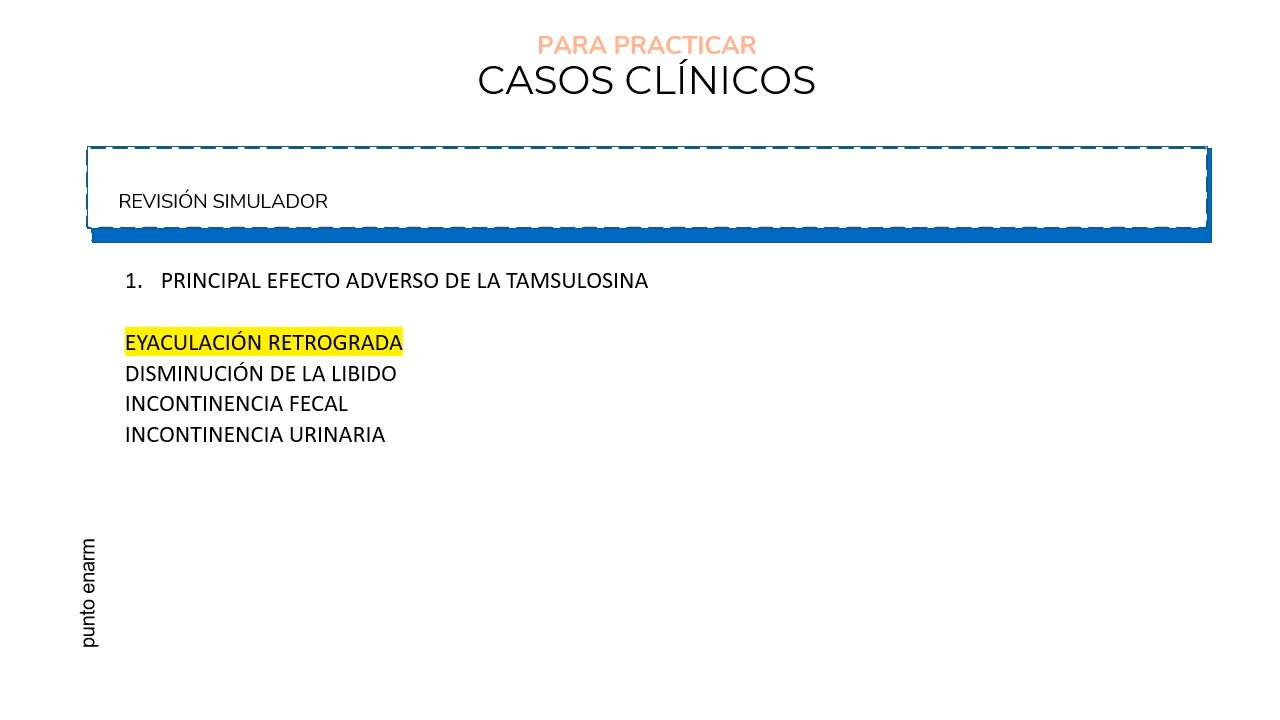 PARA PRACTICAR
CASOS CLÍNICOS
REVISIÓN SIMULADOR
1. PRINCIPAL EFECTO ADVERSO DE LA TAMSULOSINA
EYACULACIÓN RETROGRADA
DISMINUCIÓN DE LA LIBIDO
INCONTINENCIA FECAL
INCONTINENCIA URINARIA
punto enarm